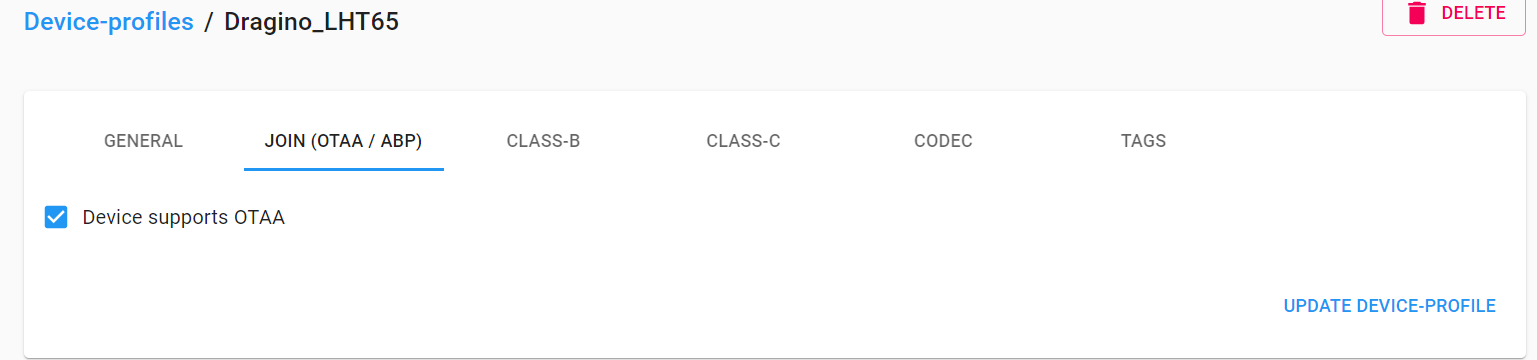 Device-profiles / Dragino_LHT65
DELETE
GENERAL JOIN (OTAA / ABP) CLASS-B CLASS-C CODEC TAGS
Device supports OTAA
UPDATE DEVICE-PROFILE